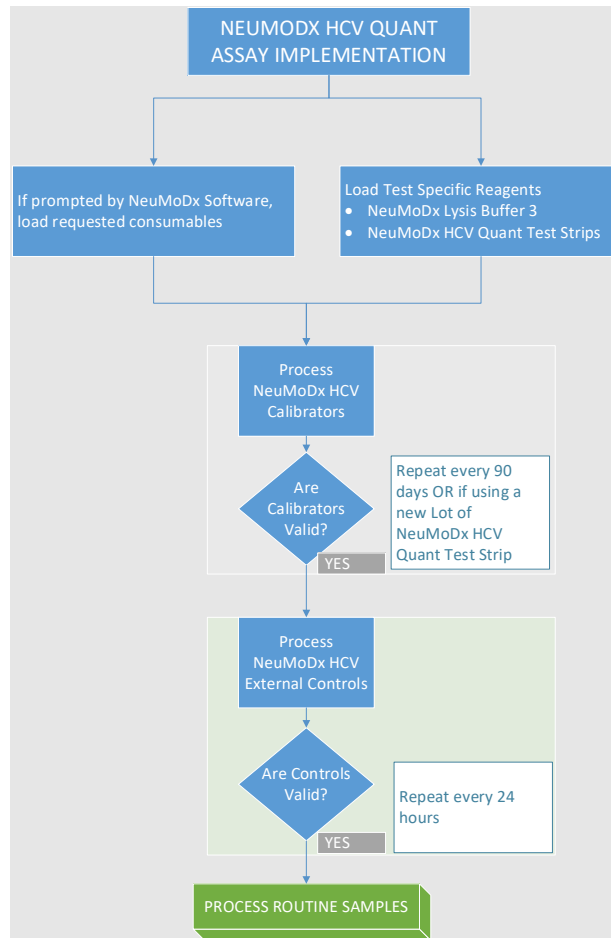 NEUMODX HCV QUANT
ASSAY IMPLEMENTATION
If prompted by NeuMoDx Software,
load requested consumables
Load Test Specific Reagents
• NeuMoDx Lysis Buffer 3
• NeuMoDx HCV Quant Test Strips
Process
NeuMoDx HCV
Calibrators
Are
Calibrators
Valid?
Repeat every 90
days OR if using a
new Lot of
NeuMoDx HCV
Quant Test Strip
YES
Process
NeuMoDx HCV
External Controls
Are Controls
Valid?
Repeat every 24
hours
YES
PROCESS ROUTINE SAMPLES